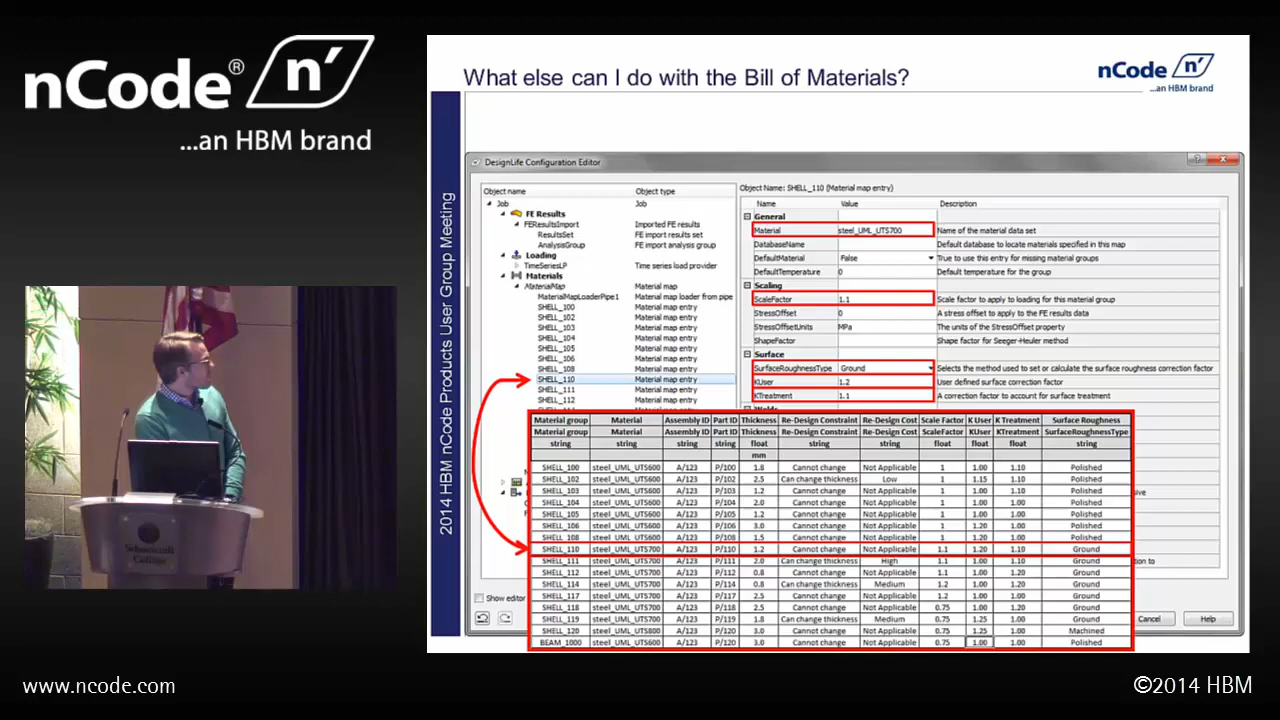 nCode® n'
...an HBM brand
What else can I do with the Bill of Materials?
nCode n'
...an HBM brand
2014 HBM nCode Products User Group Meeting
DesignLife Configuration Editor
Object name Object type
Job Job
FE Results
FEResultsImport Imported FE results
ResultsSet FE import results set
AnalysisGroup FE import analysis group
Loading
TimeSeriesLP Time series load provider
Materials
MaterialMap Material map
MaterialMapLoaderPipe1 Material map loader from pipe
SHELL_100 Material map entry
SHELL_102 Material map entry
SHELL_103 Material map entry
SHELL_104 Material map entry
SHELL_105 Material map entry
SHELL_106 Material map entry
SHELL_108 Material map entry
SHELL_110 Material map entry
SHELL_111 Material map entry
SHELL_112 Material map entry
Object Name: SHELL_110 (Material map entry)
Name Value Description
General
Material steel_UML_UTS700 Name of the material data set
DatabaseName Default database to locate materials specified in this map
DefaultMaterial False True to use this entry for missing material groups
DefaultTemperature 0 Default temperature for the group
Scaling
ScaleFactor 1.1 Scale factor to apply to loading for this material group
StressOffset 0 A stress offset to apply to the FE results data
StressOffsetUnits MPa The units of the StressOffset property
ShapeFactor Shape factor for Seeger-Heuler method
Surface
SurfaceRoughnessType Ground Selects the method used to set or calculate the surface roughness correction factor
KUser 1.2 User defined surface correction factor
KTreatment 1.1 A correction factor to account for surface treatment
Material group Material Assembly ID Part ID Thickness Re-Design Constraint Re-Design Cost Scale Factor K User K Treatment Surface Roughness
Material group Material Assembly ID Part ID Thickness Re-Design Constraint Re-Design Cost ScaleFactor KUser KTreatment SurfaceRoughnessType
string string string string float string string float float float string
mm
SHELL_100 steel_UML_UTS600 A/123 P/100 1.8 Cannot change Not Applicable 1 1.00 1.10 Polished
SHELL_102 steel_UML_UTS600 A/123 P/102 2.5 Can change thickness Low 1 1.15 1.10 Polished
SHELL_103 steel_UML_UTS600 A/123 P/103 1.2 Cannot change Not Applicable 1 1.00 1.10 Polished
SHELL_104 steel_UML_UTS600 A/123 P/104 2.0 Cannot change Not Applicable 1 1.00 1.00 Polished
SHELL_105 steel_UML_UTS600 A/123 P/105 1.2 Cannot change Not Applicable 1 1.00 1.00 Polished
SHELL_106 steel_UML_UTS600 A/123 P/106 3.0 Cannot change Not Applicable 1 1.20 1.00 Polished
SHELL_108 steel_UML_UTS600 A/123 P/108 1.5 Cannot change Not Applicable 1 1.20 1.00 Polished
SHELL_110 steel_UML_UTS700 A/123 P/110 1.2 Cannot change Not Applicable 1.1 1.20 1.10 Ground
SHELL_111 steel_UML_UTS700 A/123 P/111 2.0 Can change thickness High 1.1 1.00 1.10 Ground
SHELL_112 steel_UML_UTS700 A/123 P/112 0.8 Cannot change Not Applicable 1.1 1.00 1.20 Ground
SHELL_114 steel_UML_UTS700 A/123 P/114 0.8 Can change thickness Medium 1.2 1.00 1.20 Ground
SHELL_117 steel_UML_UTS700 A/123 P/117 2.5 Cannot change Not Applicable 1.2 1.00 1.00 Ground
SHELL_118 steel_UML_UTS700 A/123 P/118 2.5 Cannot change Not Applicable 0.75 1.00 1.20 Ground
SHELL_119 steel_UML_UTS700 A/123 P/119 1.8 Can change thickness Medium 0.75 1.25 1.00 Ground
SHELL_120 steel_UML_UTS800 A/123 P/120 3.0 Cannot change Not Applicable 0.75 1.25 1.00 Machined
BEAM_1000 steel_UML_UTS600 A/123 P/120 3.0 Cannot change Not Applicable 0.75 1.00 1.00 Polished
Show editor
Cancel Help
Schoolcraft
College
www.ncode.com
©2014 HBM